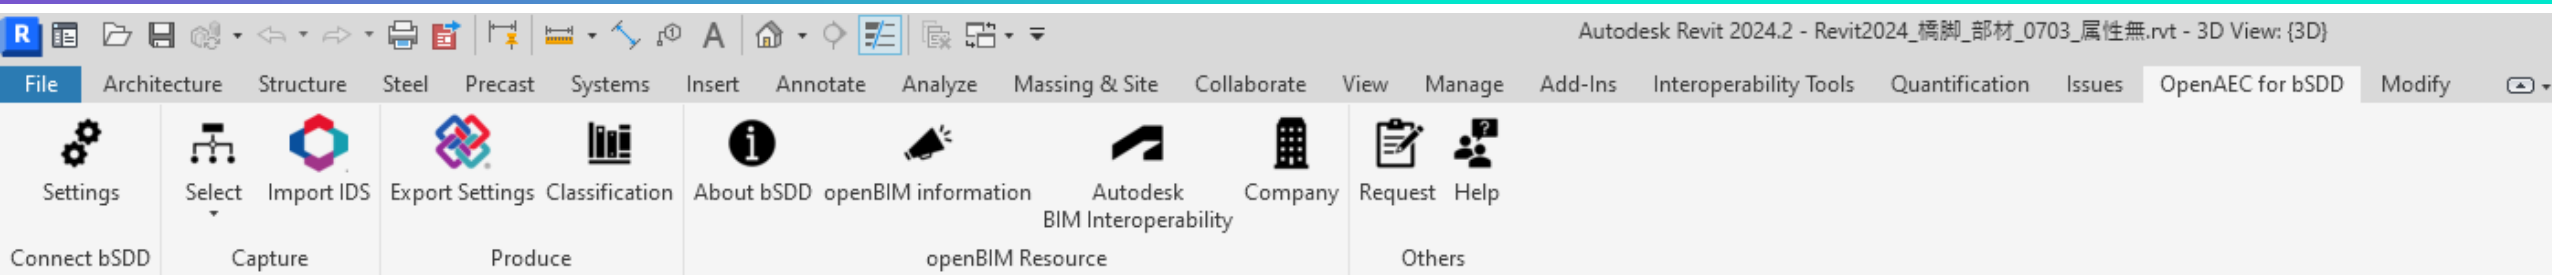 R
Autodesk Revit 2024.2 - Revit2024_橋脚_部材_0703_属性無.rvt - 3D View: {3D}
File Architecture Structure Steel Precast Systems Insert Annotate Analyze Massing & Site Collaborate View Manage Add-Ins Interoperability Tools Quantification Issues OpenAEC for bSDD Modify
Settings Select Import IDS Export Settings Classification About bSDD openBIM information Autodesk Company Request Help
BIM Interoperability
Connect bSDD Capture Produce openBIM Resource Others